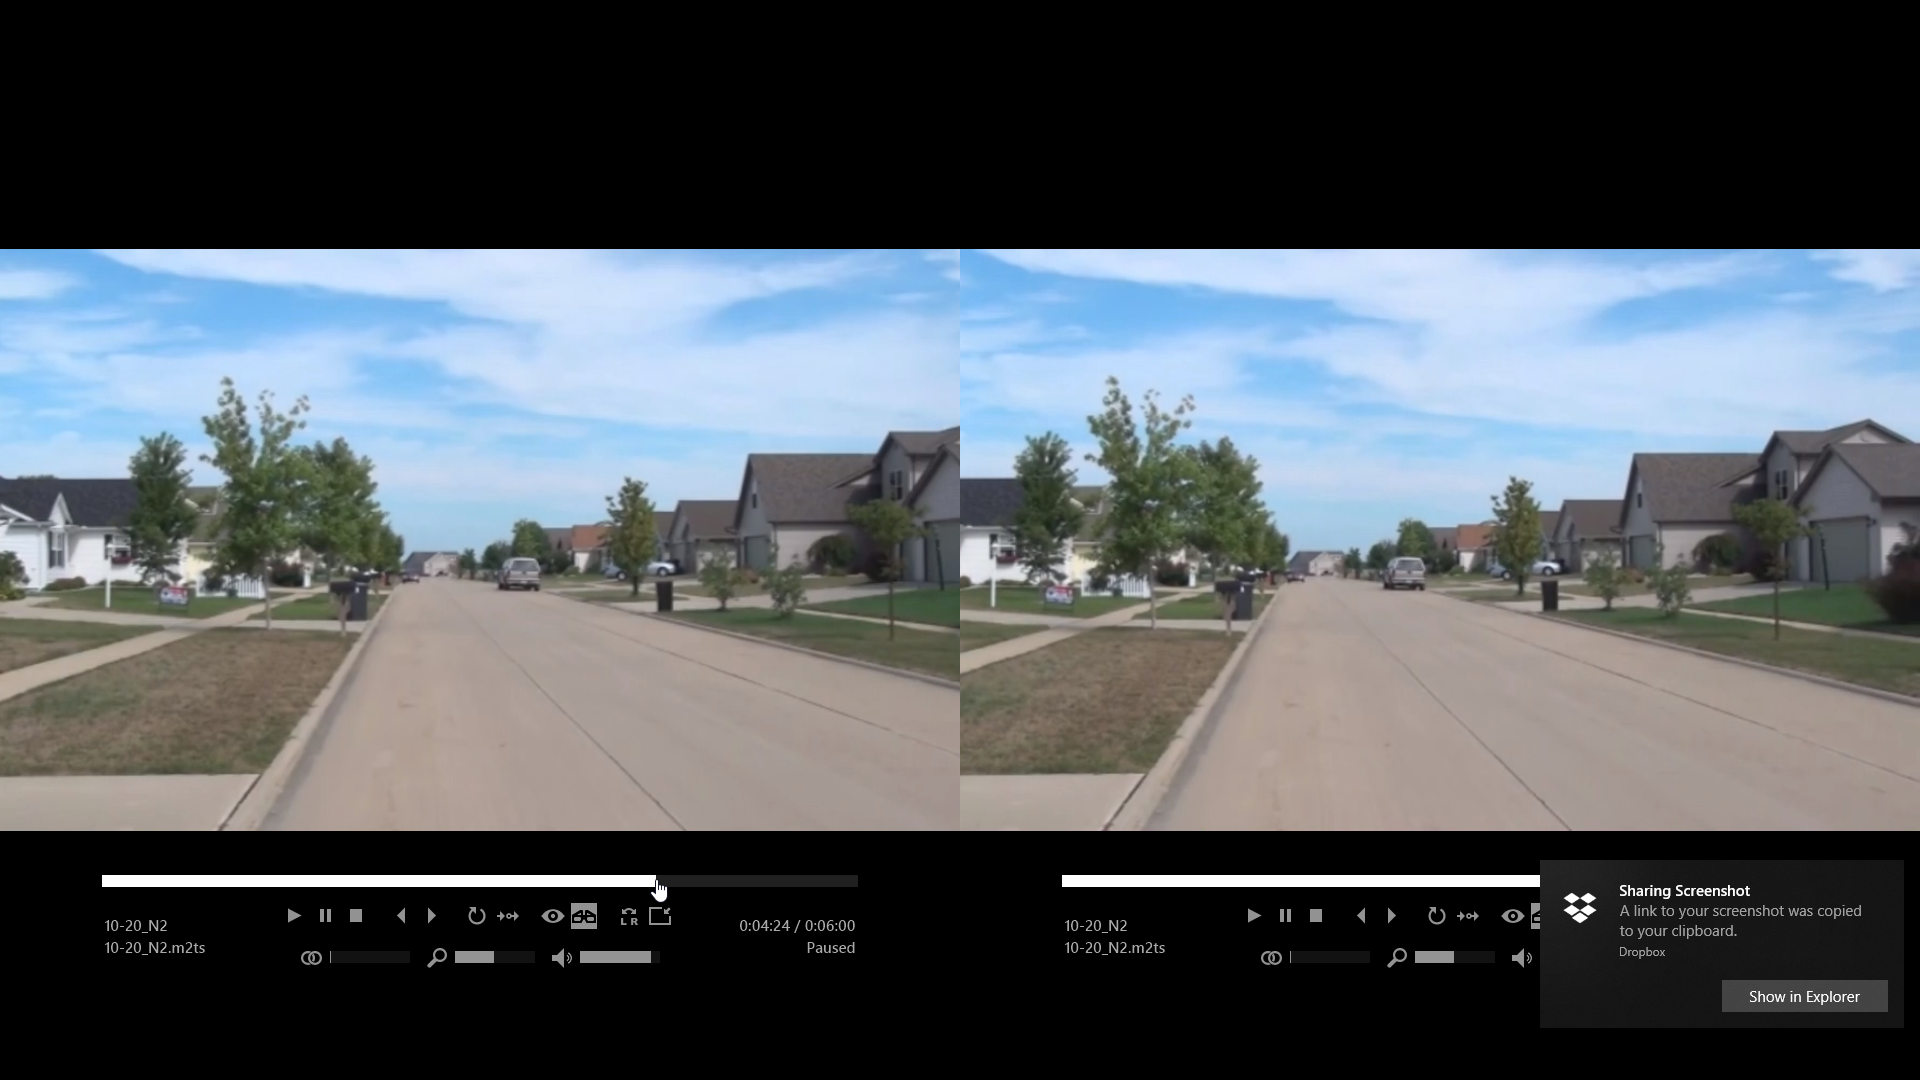 10-20_N2
10-20_N2.m2ts
L R
0:04:24 / 0:06:00
Paused
10-20_N2
10-20_N2.m2ts
Sharing Screenshot
A link to your screenshot was copied
to your clipboard.
Dropbox
Show in Explorer